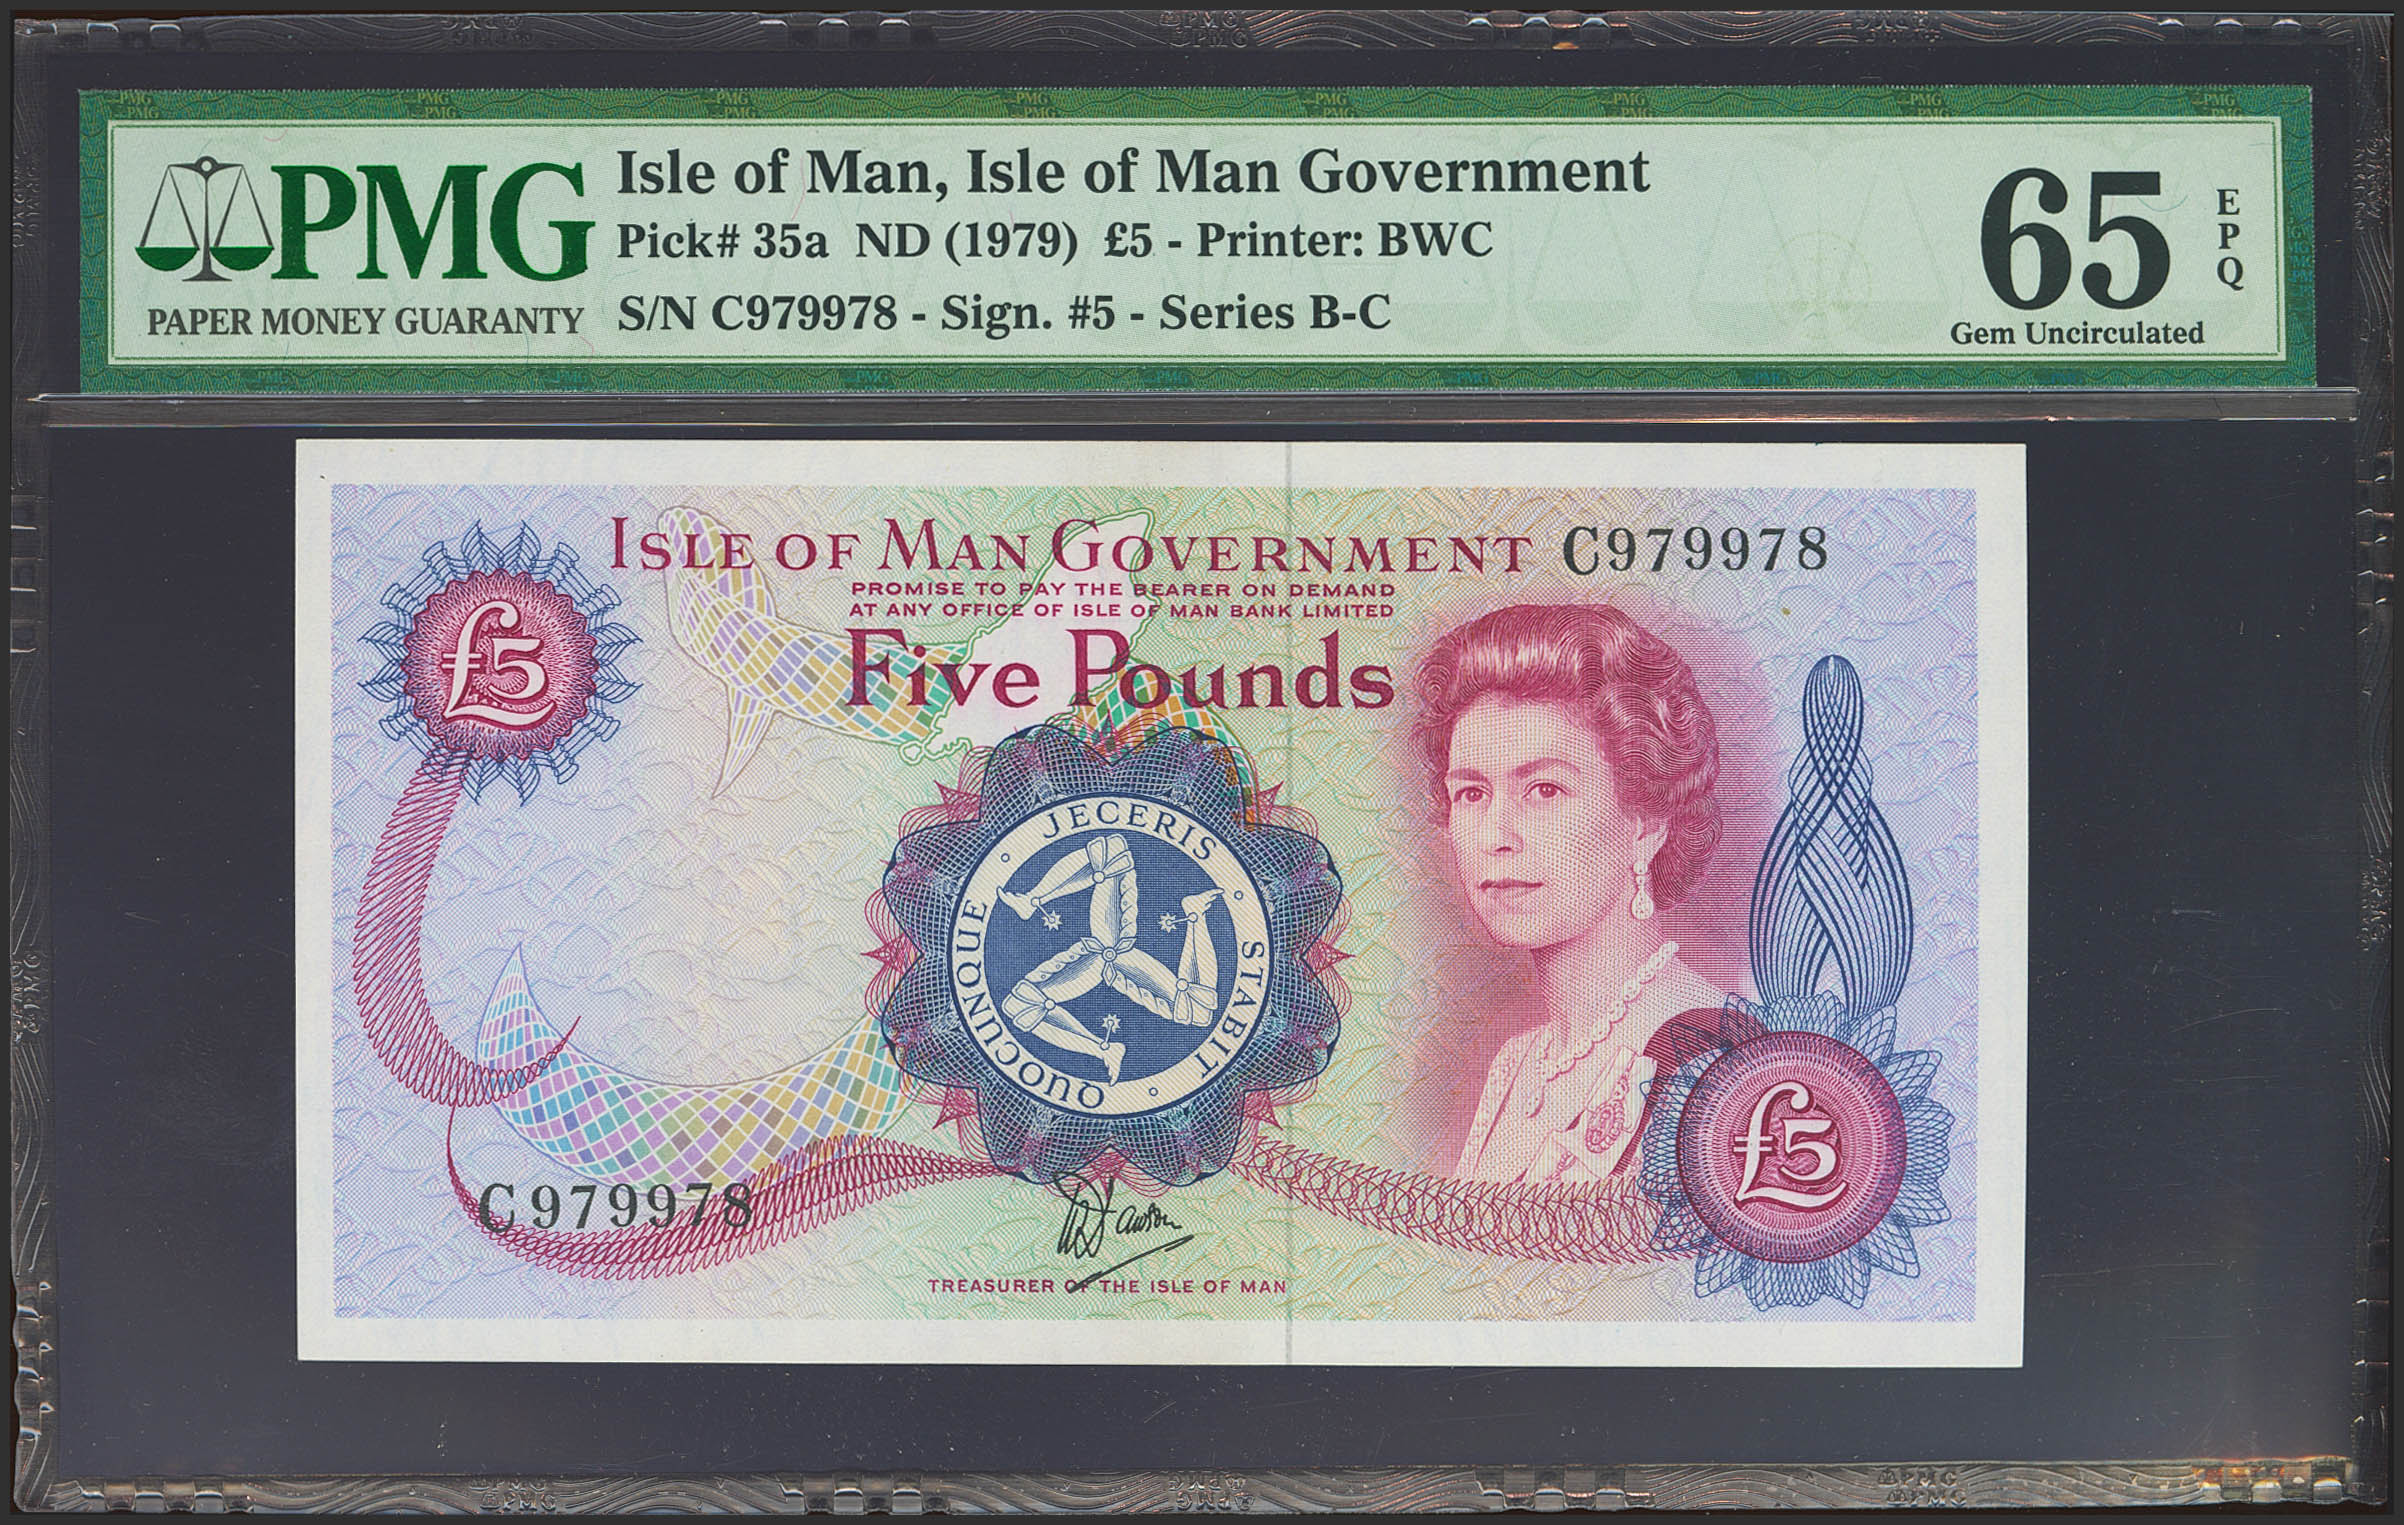 PMG
PAPER MONEY GUARANTY
Isle of Man, Isle of Man Government
Pick# 35a ND (1979) £5 - Printer: BWC
S/N C979978 - Sign. #5 - Series B-C
65
EPQ
Gem Uncirculated
ISLE OF MAN GOVERNMENT C979978
PROMISE TO PAY THE BEARER ON DEMAND
AT ANY OFFICE OF ISLE OF MAN BANK LIMITED
Five Pounds
£5
QUOCUNQUE JECERIS STABIT
£5
C979978
TREASURER OF THE ISLE OF MAN